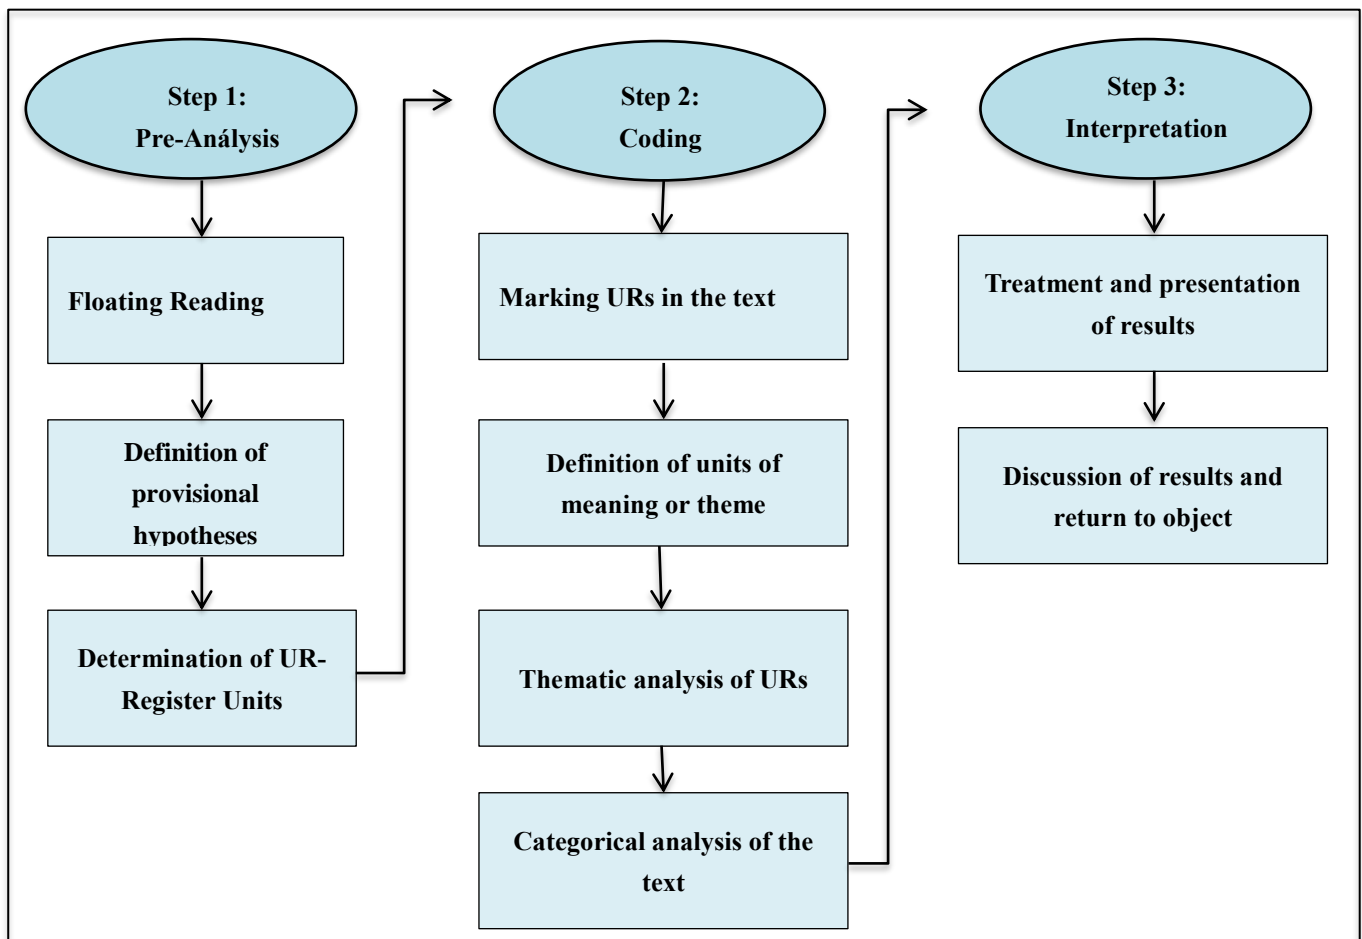 Step 1:
Pre-Análysis
Floating Reading
Definition of
provisional
hypotheses
Determination of UR-
Register Units
Step 2:
Coding
Marking URs in the text
Definition of units of
meaning or theme
Thematic analysis of URs
Categorical analysis of the
text
Step 3:
Interpretation
Treatment and presentation
of results
Discussion of results and
return to object